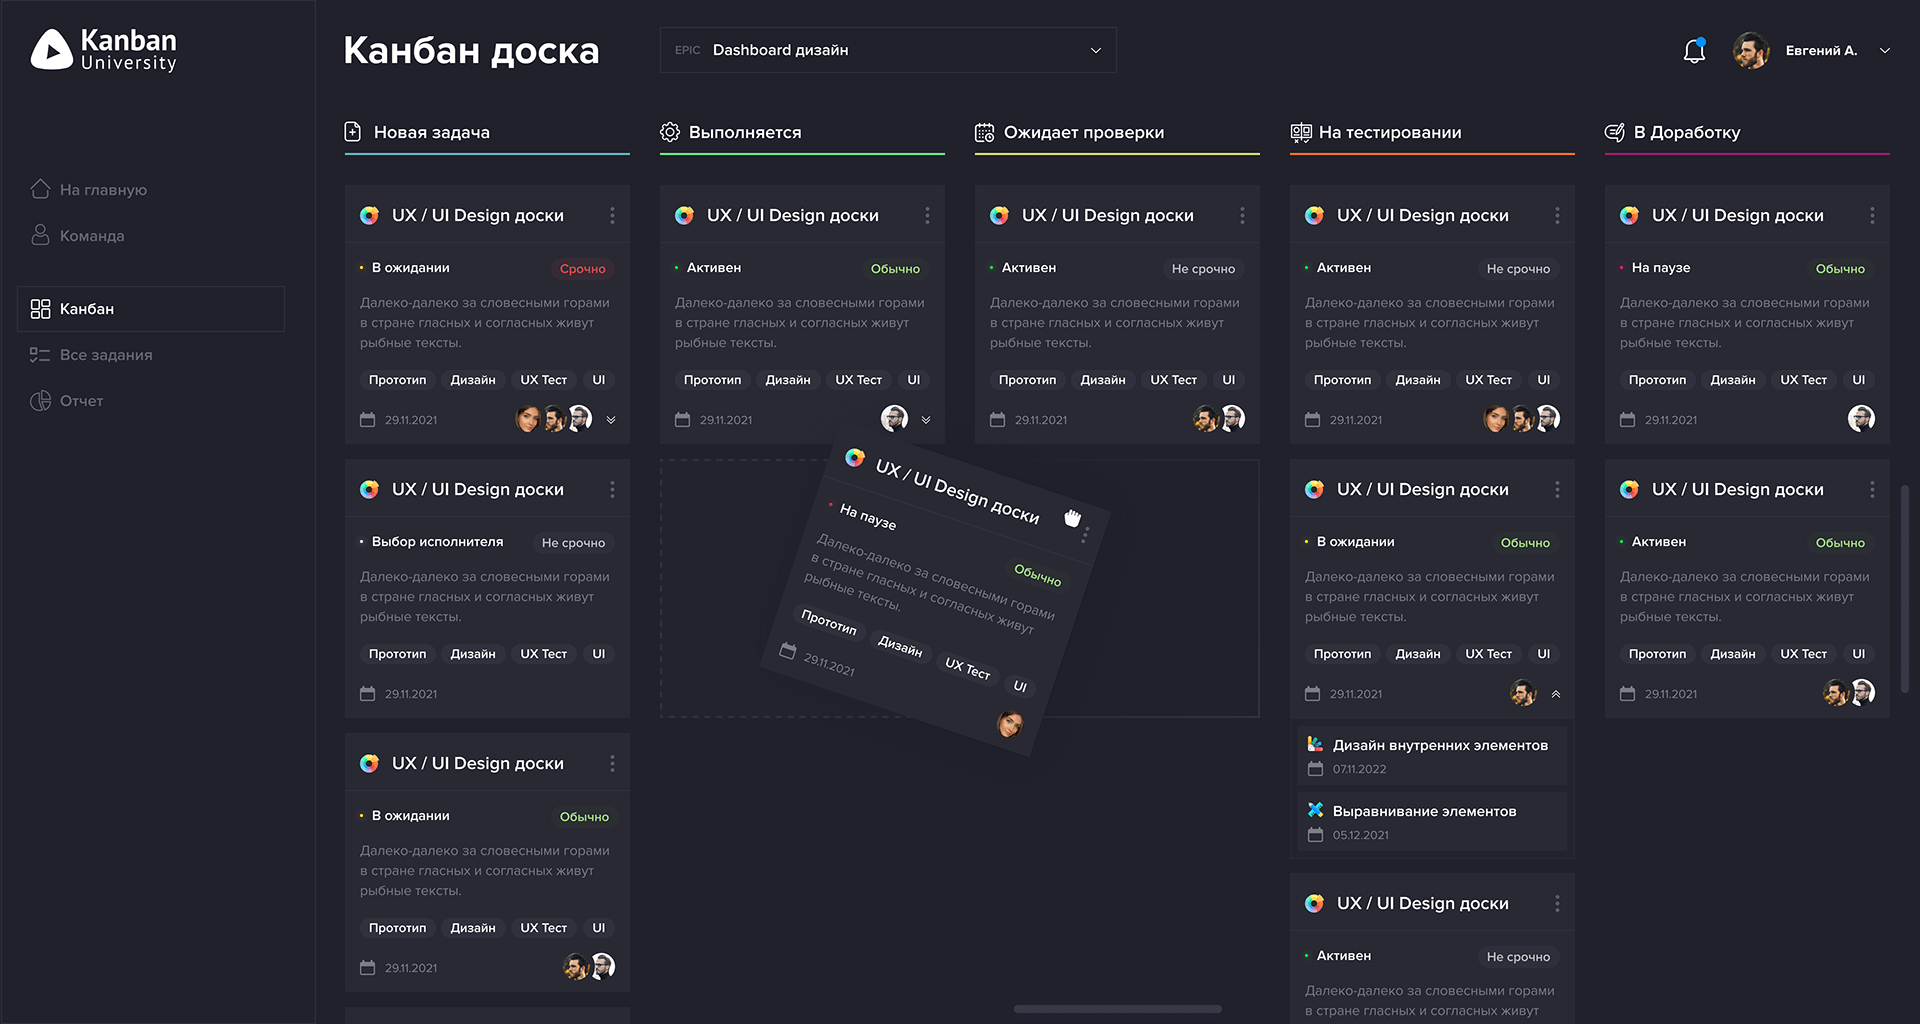 Kanban
University
На главную
Команда
Канбан
Все задания
Отчет
Канбан доска
EPIC Dashboard дизайн
Евгений А.
Новая задача
UX / UI Design доски
В ожидании Срочно
Далеко-далеко за словесными горами
в стране гласных и согласных живут
рыбные тексты.
Прототип Дизайн UX Тест UI
29.11.2021
UX / UI Design доски
Выбор исполнителя Не срочно
Далеко-далеко за словесными горами
в стране гласных и согласных живут
рыбные тексты.
Прототип Дизайн UX Тест UI
29.11.2021
UX / UI Design доски
В ожидании Обычно
Далеко-далеко за словесными горами
в стране гласных и согласных живут
рыбные тексты.
Прототип Дизайн UX Тест UI
29.11.2021
Выполняется
UX / UI Design доски
Активен Обычно
Далеко-далеко за словесными горами
в стране гласных и согласных живут
рыбные тексты.
Прототип Дизайн UX Тест UI
29.11.2021
UX / UI Design доски
На паузе Обычно
Далеко-далеко за словесными горами
в стране гласных и согласных живут
рыбные тексты.
Прототип Дизайн UX Тест UI
29.11.2021
Ожидает проверки
UX / UI Design доски
Активен Не срочно
Далеко-далеко за словесными горами
в стране гласных и согласных живут
рыбные тексты.
Прототип Дизайн UX Тест UI
29.11.2021
На тестировании
UX / UI Design доски
Активен Не срочно
Далеко-далеко за словесными горами
в стране гласных и согласных живут
рыбные тексты.
Прототип Дизайн UX Тест UI
29.11.2021
UX / UI Design доски
В ожидании Обычно
Далеко-далеко за словесными горами
в стране гласных и согласных живут
рыбные тексты.
Прототип Дизайн UX Тест UI
29.11.2021
Дизайн внутренних элементов
07.11.2022
Выравнивание элементов
05.12.2021
UX / UI Design доски
Активен Не срочно
Далеко-далеко за словесными горами
в стране гласных и согласных живут
В Доработку
UX / UI Design доски
На паузе Обычно
Далеко-далеко за словесными горами
в стране гласных и согласных живут
рыбные тексты.
Прототип Дизайн UX Тест UI
29.11.2021
UX / UI Design доски
Активен Обычно
Далеко-далеко за словесными горами
в стране гласных и согласных живут
рыбные тексты.
Прототип Дизайн UX Тест UI
29.11.2021